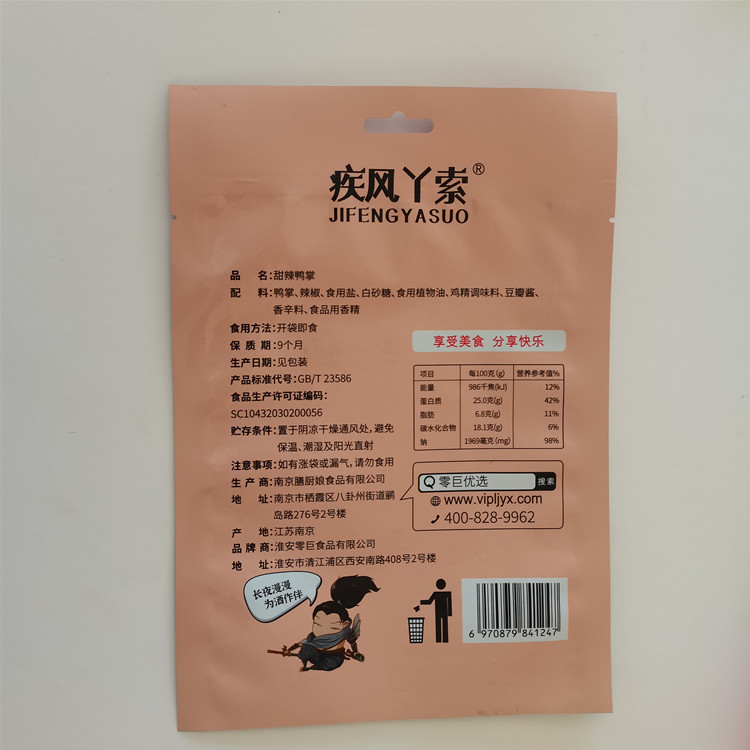 疾风丫索®
JIFENGYASUO
品 名:甜辣鸭掌
配 料:鸭掌、辣椒、食用盐、白砂糖、食用植物油、鸡精调味料、豆瓣酱、
香辛料、食品用香精
食用方法:开袋即食
保 质 期:9个月
生产日期:见包装
产品标准代号:GB/T 23586
食品生产许可证编码:
SC10432030200056
贮存条件:置于阴凉干燥通风处,避免
保温、潮湿及阳光直射
注意事项:如有涨袋或漏气,请勿食用
生 产 商:南京膳厨娘食品有限公司
地 址:南京市栖霞区八卦洲街道鹂
岛路276号2号楼
产 地:江苏南京
品 牌 商:淮安零巨食品有限公司
地 址:淮安市清江浦区西安南路408号2号楼
享受美食 分享快乐
项目 每100克(g) 营养参考值%
能量 986千焦(kJ) 12%
蛋白质 25.0克(g) 42%
脂肪 6.8克(g) 11%
碳水化合物 18.1克(g) 6%
钠 1969毫克(mg) 98%
零巨优选 搜索
www.vipljyx.com
400-828-9962
长夜漫漫
为酒作伴
6 970879 841247